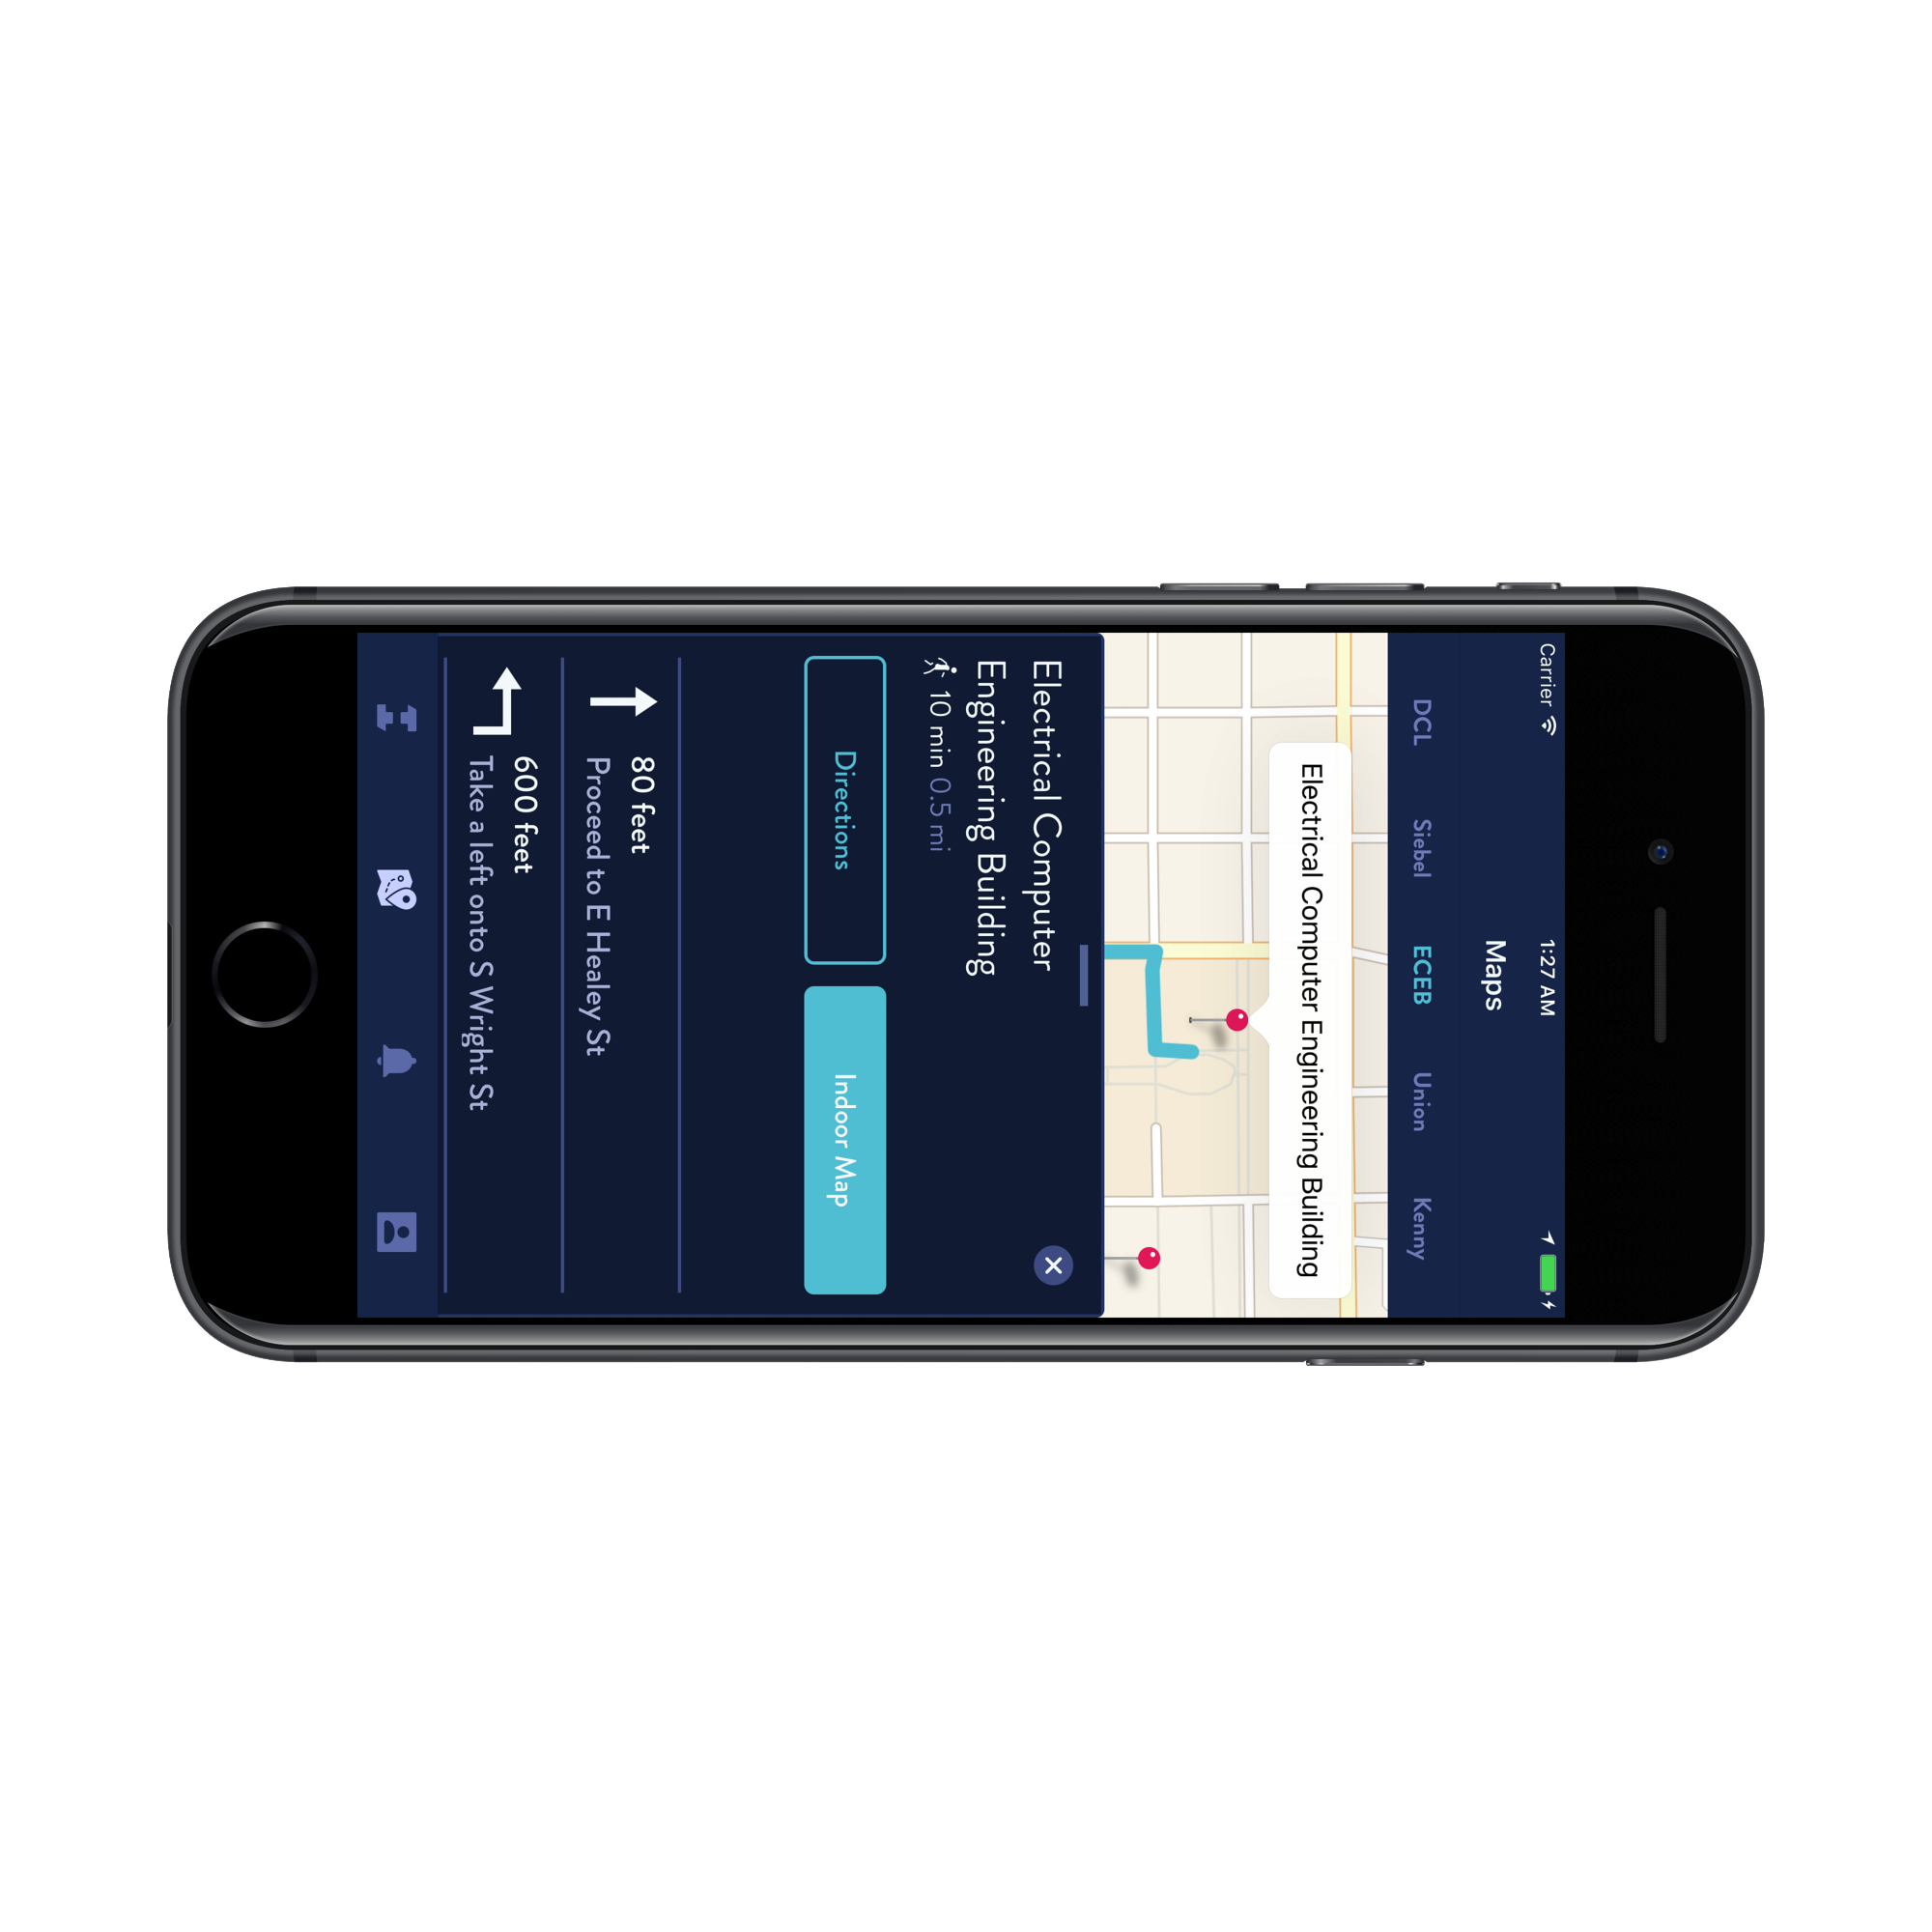 Carrier 1:27 AM
Maps
DCL Siebel ECEB Union Kenny
Electrical Computer Engineering Building
Electrical Computer
Engineering Building
10 min 0.5 mi
Directions Indoor Map
80 feet
Proceed to E Healey St
600 feet
Take a left onto S Wright St